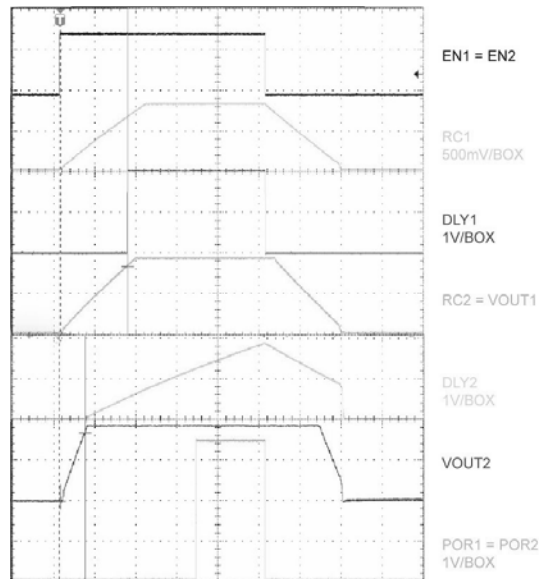 T
EN1 = EN2
RC1
500mV/BOX
DLY1
1V/BOX
RC2 = VOUT1
DLY2
1V/BOX
VOUT2
POR1 = POR2
1V/BOX